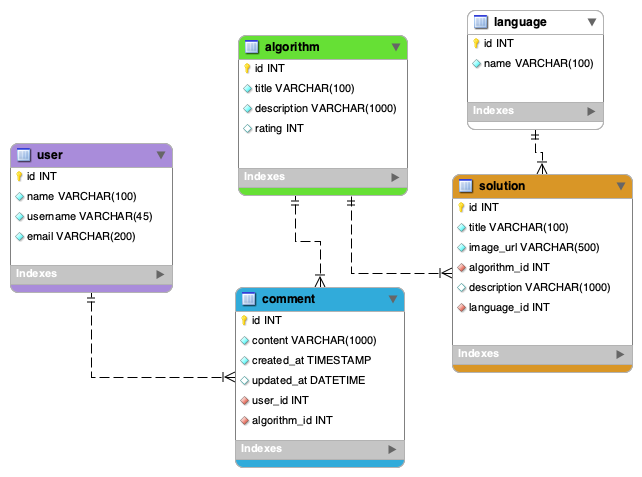 language
id INT
name VARCHAR(100)
Indexes
algorithm
id INT
title VARCHAR(100)
description VARCHAR(1000)
rating INT
Indexes
user
id INT
name VARCHAR(100)
username VARCHAR(45)
email VARCHAR(200)
Indexes
solution
id INT
title VARCHAR(100)
image_url VARCHAR(500)
algorithm_id INT
description VARCHAR(1000)
language_id INT
Indexes
comment
id INT
content VARCHAR(1000)
created_at TIMESTAMP
updated_at DATETIME
user_id INT
algorithm_id INT
Indexes